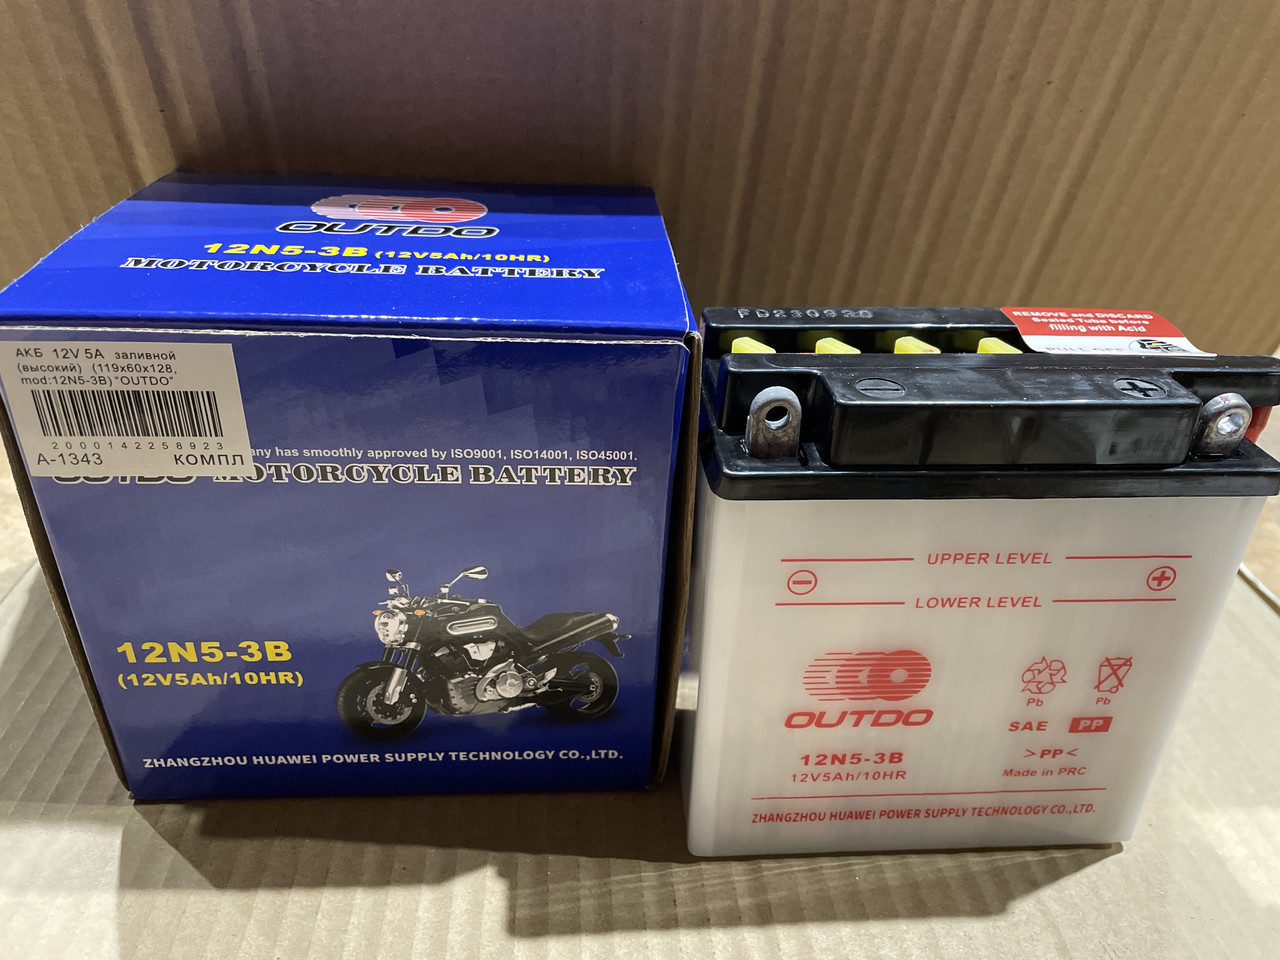 OUTDO
12N5-3B (12V5Ah/10HR)
MOTORCYCLE BATTERY
АКБ 12V 5А заливной
(высокий) (119x60x128,
mod:12N5-3B) "OUTDO"
2000142258923
А-1343 КОМПЛ
any has smoothly approved by ISO9001, ISO14001, ISO45001.
OUTDO MOTORCYCLE BATTERY
12N5-3B
(12V5Ah/10HR)
ZHANGZHOU HUAWEI POWER SUPPLY TECHNOLOGY CO.,LTD.
FD230926
REMOVE and DISCARD
Sealed Tube before
filling with Acid
UPPER LEVEL
LOWER LEVEL
OUTDO
12N5-3B
12V5Ah/10HR
Pb Pb
SAE PP
>PP<
Made in PRC
ZHANGZHOU HUAWEI POWER SUPPLY TECHNOLOGY CO.,LTD.